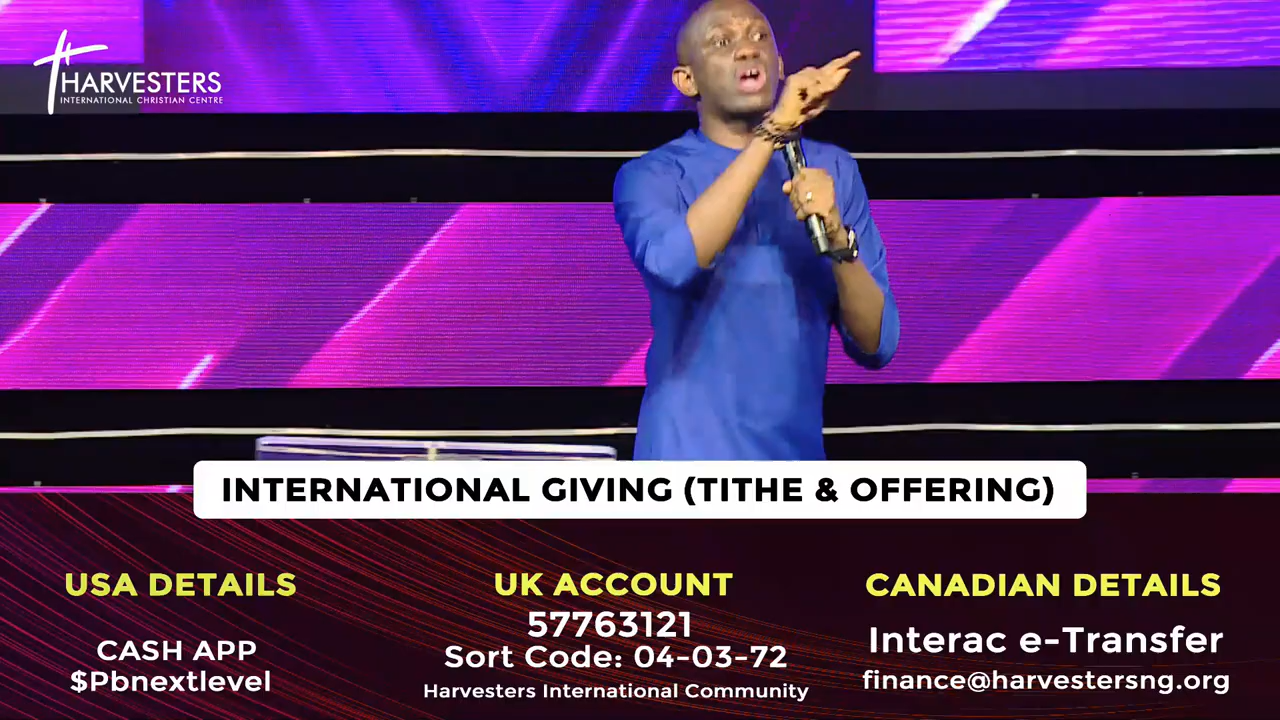 HARVESTERS
INTERNATIONAL CHRISTIAN CENTRE
INTERNATIONAL GIVING (TITHE & OFFERING)
USA DETAILS
CASH APP
$Pbnextlevel
UK ACCOUNT
57763121
Sort Code: 04-03-72
Harvesters International Community
CANADIAN DETAILS
Interac e-Transfer
finance@harvestersng.org